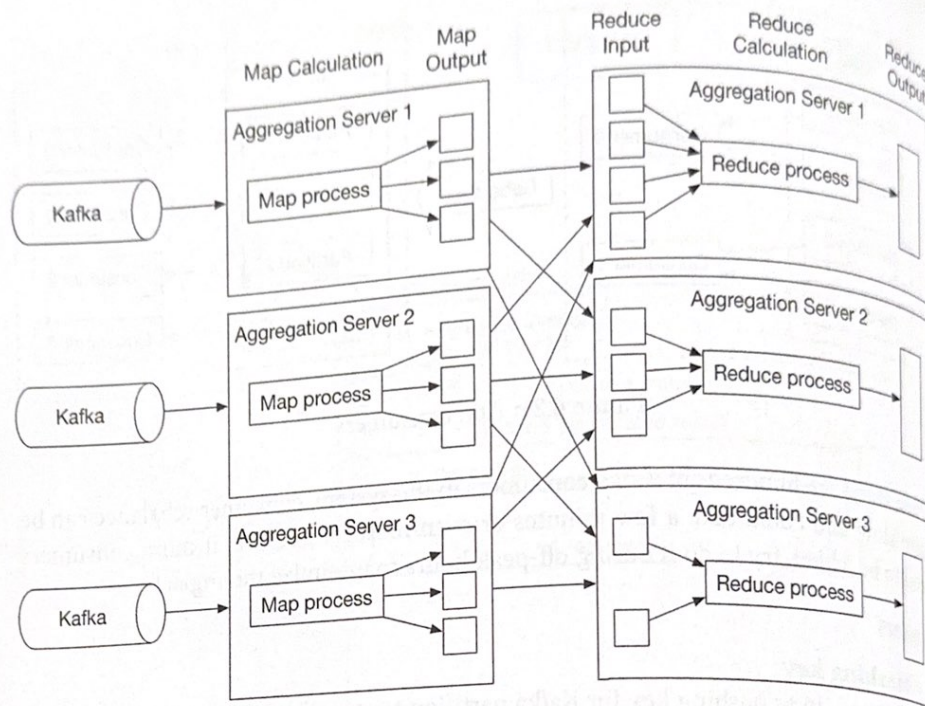 Map Calculation
Map
Output
Reduce
Input
Reduce
Calculation
Reduce
Output
Aggregation Server 1
Map process
Kafka
Aggregation Server 1
Reduce process
Aggregation Server 2
Map process
Kafka
Aggregation Server 2
Reduce process
Aggregation Server 3
Map process
Kafka
Aggregation Server 3
Reduce process